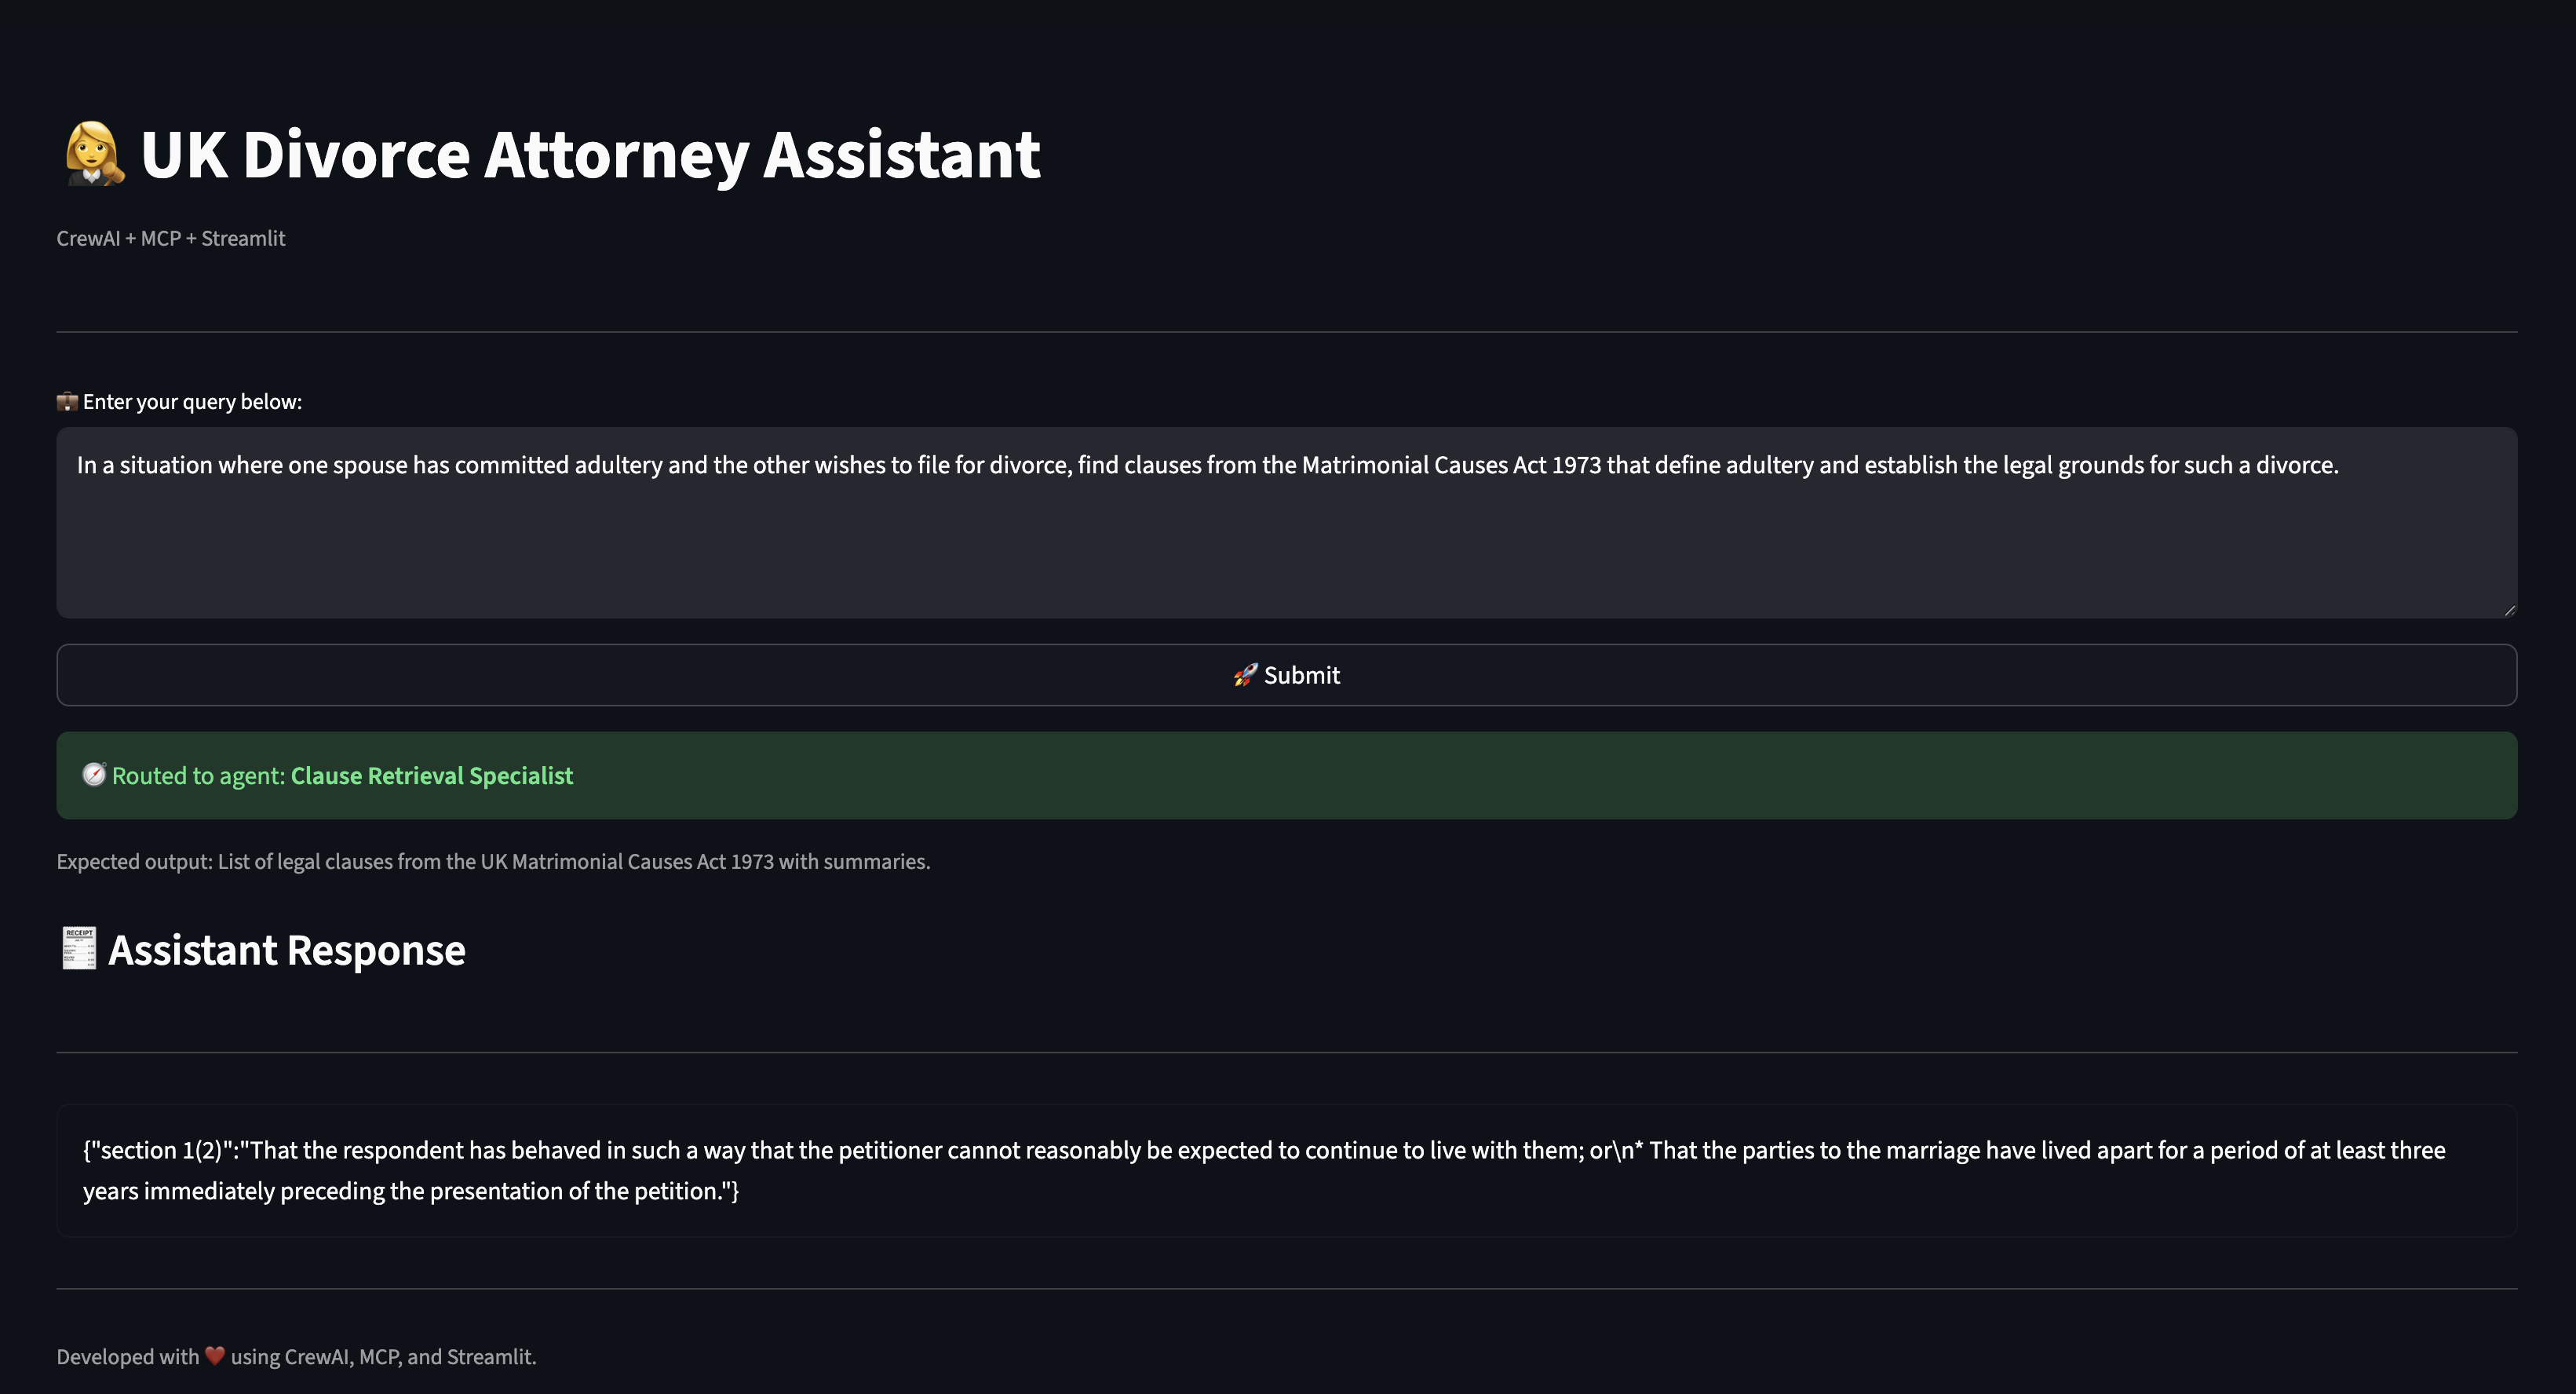 UK Divorce Attorney Assistant
CrewAI + MCP + Streamlit
Enter your query below:
In a situation where one spouse has committed adultery and the other wishes to file for divorce, find clauses from the Matrimonial Causes Act 1973 that define adultery and establish the legal grounds for such a divorce.
Submit
Routed to agent: Clause Retrieval Specialist
Expected output: List of legal clauses from the UK Matrimonial Causes Act 1973 with summaries.
RECEIPT
Assistant Response
{"section 1(2)":"That the respondent has behaved in such a way that the petitioner cannot reasonably be expected to continue to live with them; or\n* That the parties to the marriage have lived apart for a period of at least three
years immediately preceding the presentation of the petition."}
Developed with ❤️ using CrewAI, MCP, and Streamlit.